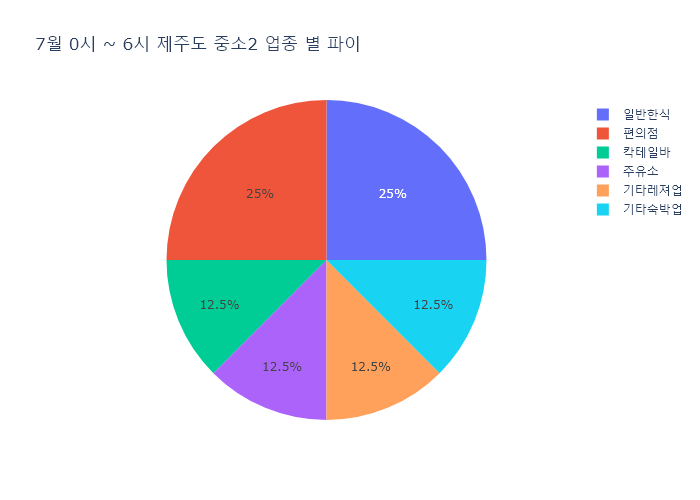 7월 0시 ~ 6시 제주도 중소2 업종 별 파이
일반한식
편의점
칵테일바
주유소
기타레져업
기타숙박업
25%
25%
12.5%
12.5%
12.5%
12.5%